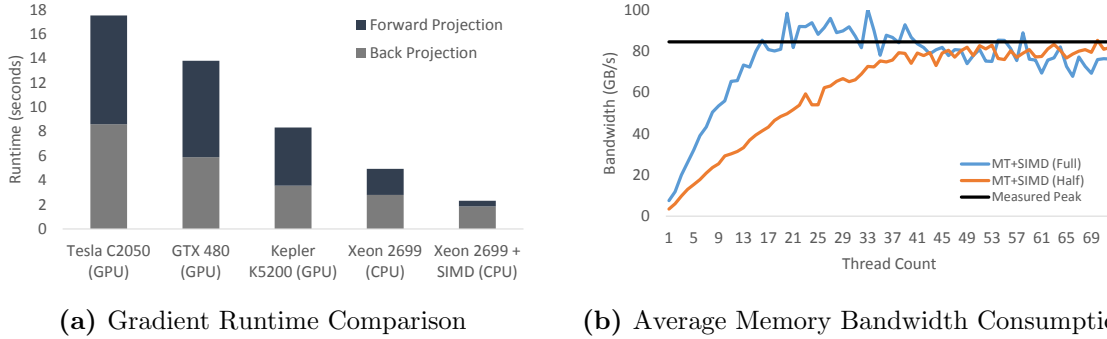 18
16
14
12
10
8
6
4
2
0
Runtime (seconds)
Forward Projection
Back Projection
Tesla C2050
(GPU)
GTX 480
(GPU)
Kepler
K5200 (GPU)
Xeon 2699
(CPU)
Xeon 2699 +
SIMD (CPU)
(a) Gradient Runtime Comparison
100
80
60
40
20
0
Bandwidth (GB/s)
MT+SIMD (Full)
MT+SIMD (Half)
Measured Peak
1 5 9 13 17 21 25 29 33 37 41 45 49 53 57 61 65 69
Thread Count
(b) Average Memory Bandwidth Consumptio